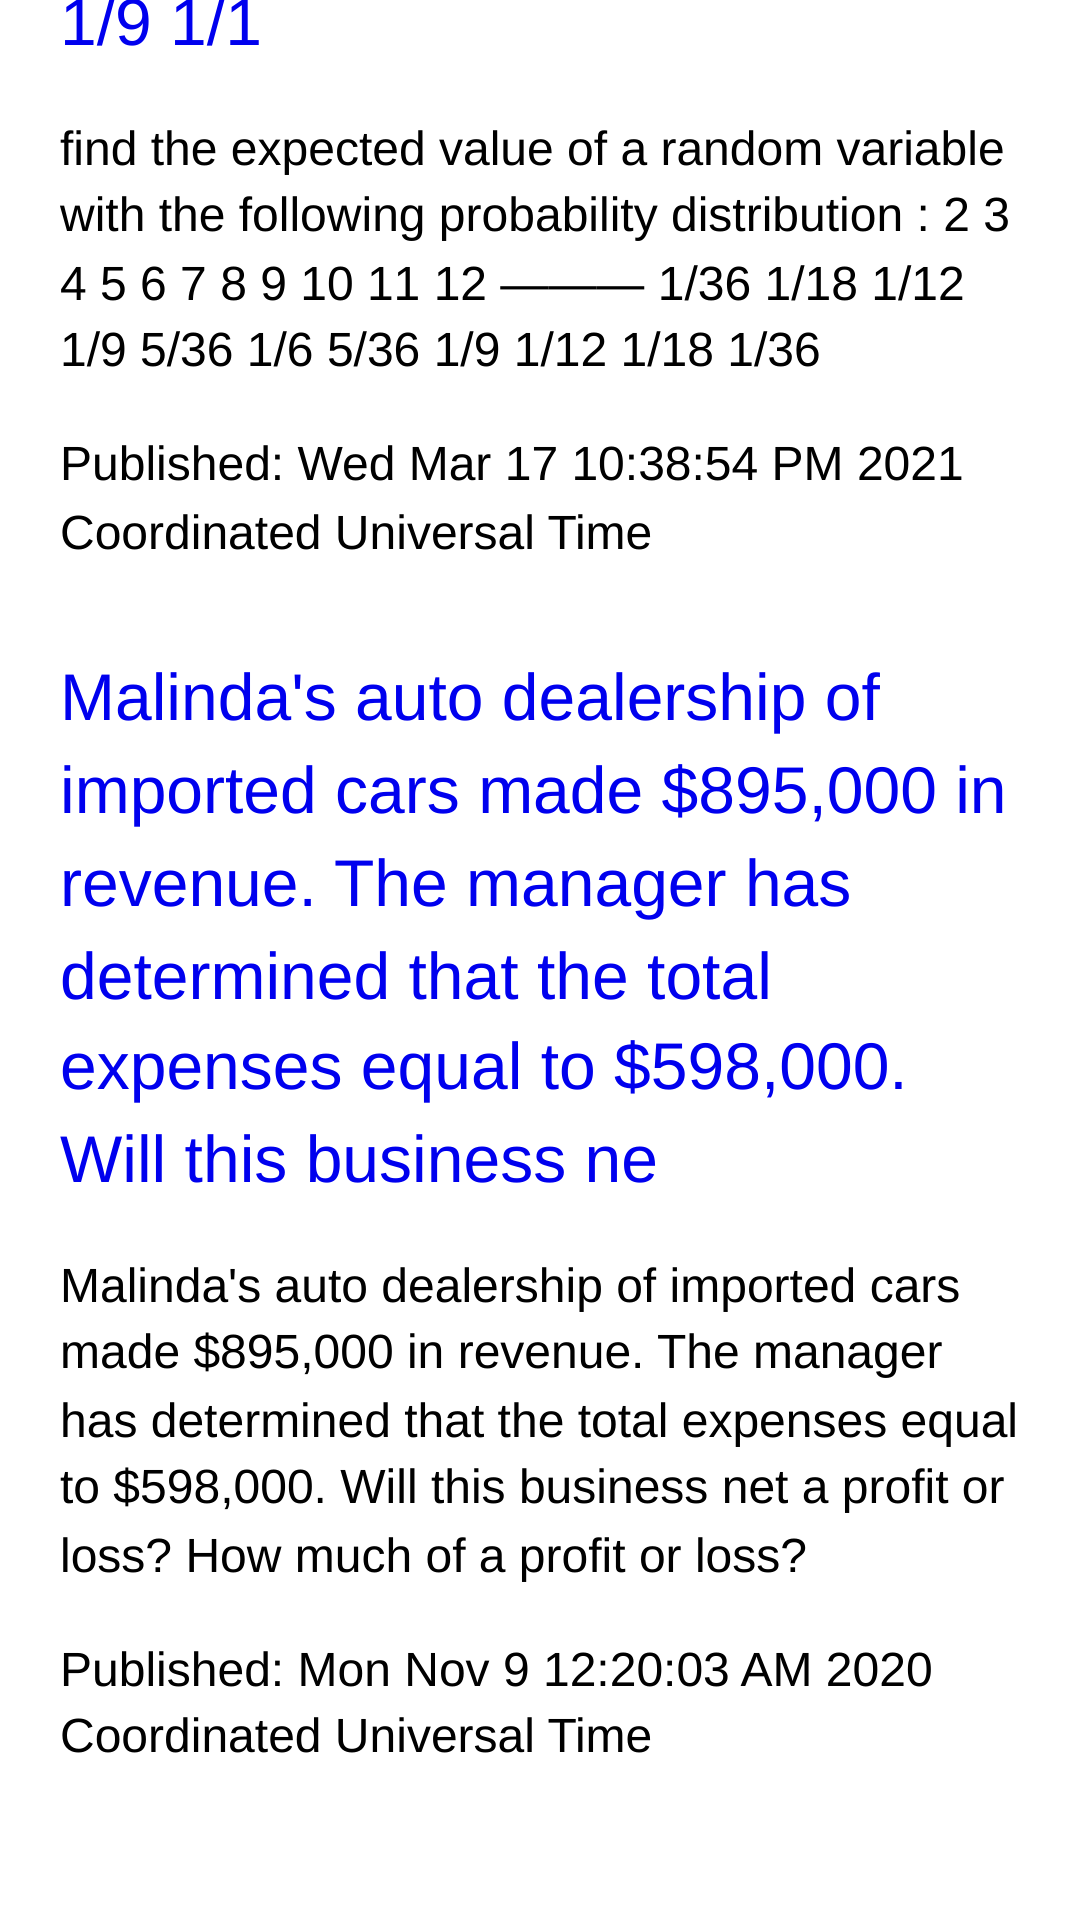 1/9 1/1
find the expected value of a random variable
with the following probability distribution : 2 3
4 5 6 7 8 9 10 11 12 ——— 1/36 1/18 1/12
1/9 5/36 1/6 5/36 1/9 1/12 1/18 1/36
Published: Wed Mar 17 10:38:54 PM 2021
Coordinated Universal Time
Malinda's auto dealership of
imported cars made $895,000 in
revenue. The manager has
determined that the total
expenses equal to $598,000.
Will this business ne
Malinda's auto dealership of imported cars
made $895,000 in revenue. The manager
has determined that the total expenses equal
to $598,000. Will this business net a profit or
loss? How much of a profit or loss?
Published: Mon Nov 9 12:20:03 AM 2020
Coordinated Universal Time